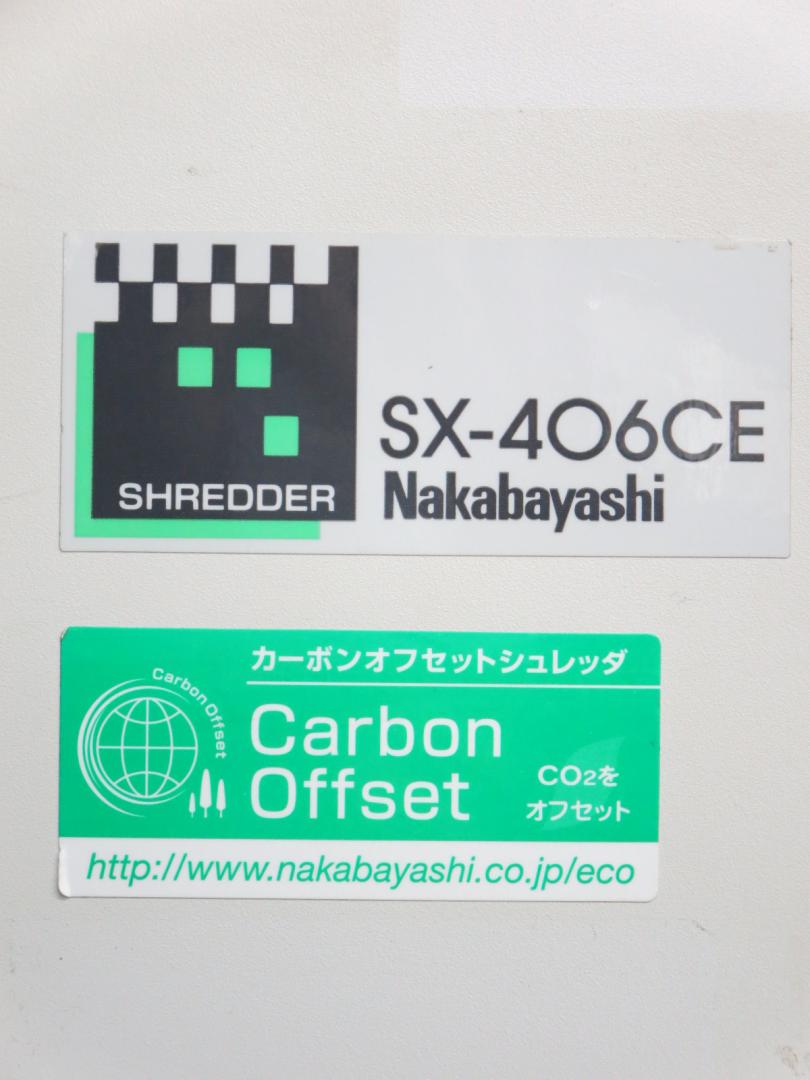 SHREDDER
SX-406CE
Nakabayashi
カーボンオフセットシュレッダ
Carbon Offset
Carbon
Offset
CO2を
オフセット
http://www.nakabayashi.co.jp/eco